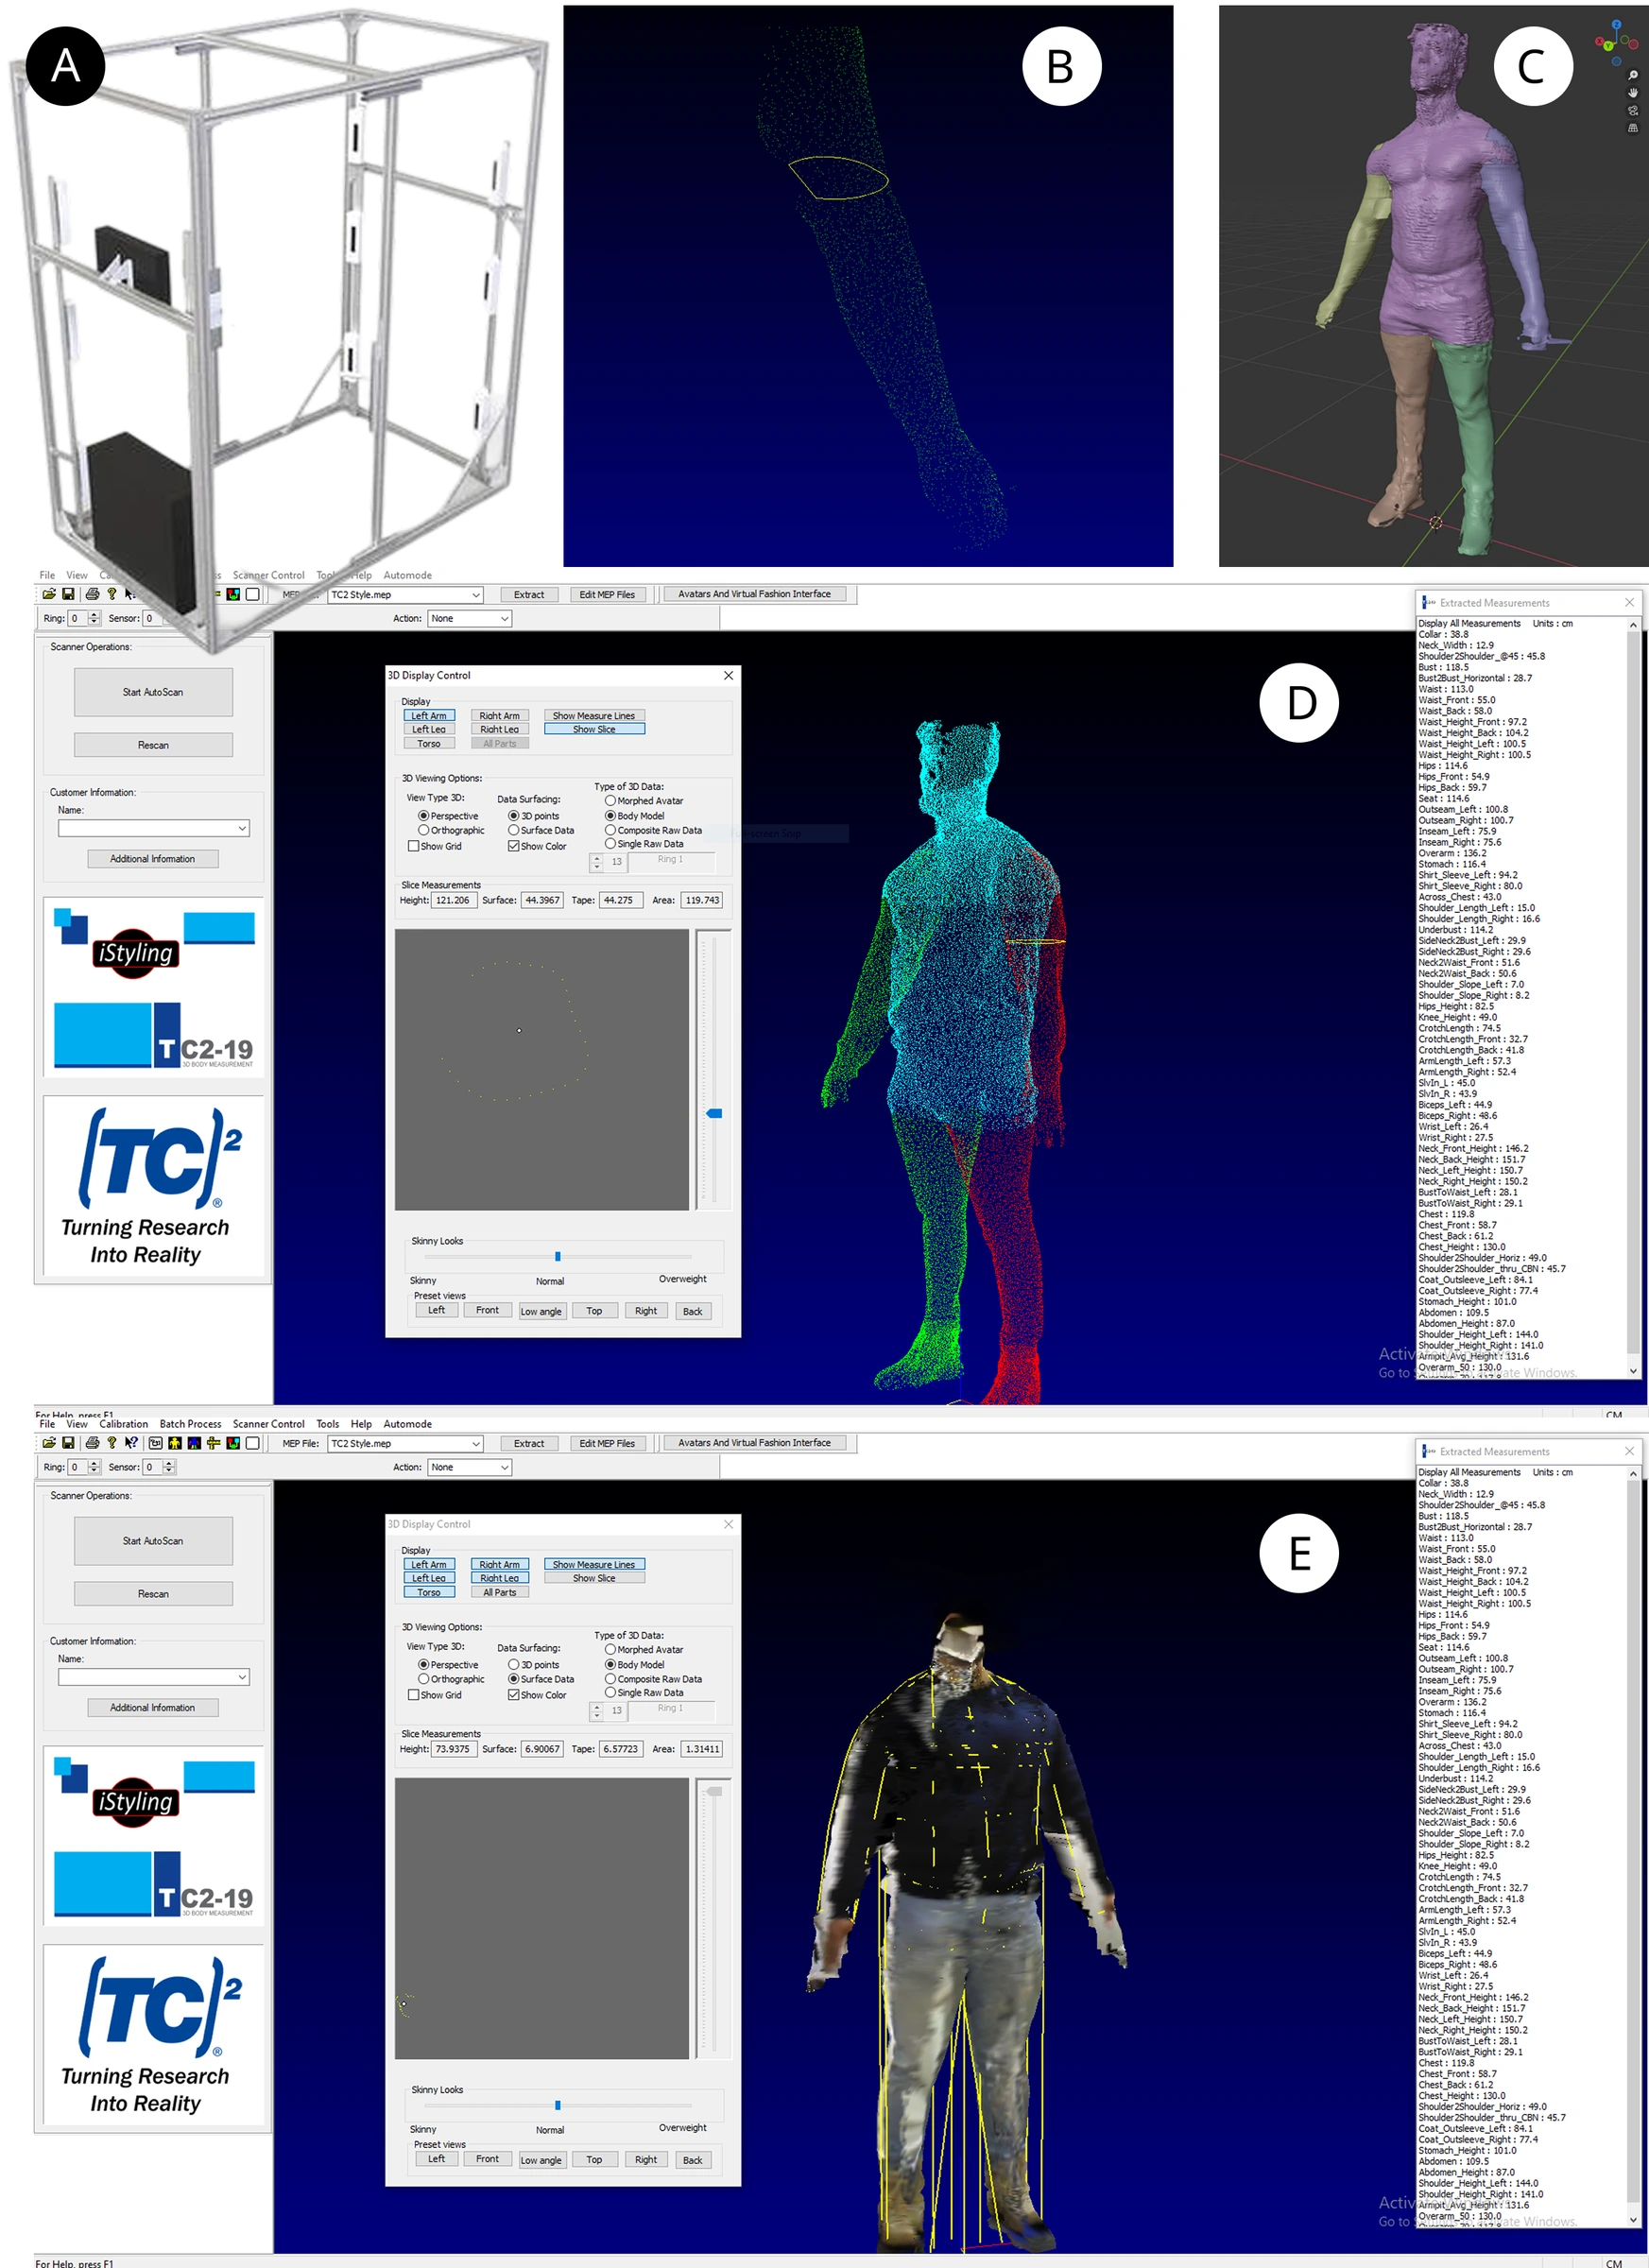 A
B
C
File View Ca ss Scanner Control Tools Help Automode
TC2 Style.mep Extract Edit MEP Files Avatars And Virtual Fashion Interface
Ring: 0 Sensor: 0 Action: None
Scanner Operations:
Start AutoScan
Rescan
Customer Information:
Name:
Additional Information
iStyling
TC2-19
3D BODY MEASUREMENT
[TC]2®
Turning Research
Into Reality
3D Display Control
Display
Left Arm Right Arm Show Measure Lines
Left Leg Right Leg Show Slice
Torso All Parts
3D Viewing Options:
View Type 3D: Data Surfacing: Type of 3D Data:
Perspective 3D points Morphed Avatar
Orthographic Surface Data Body Model
Show Grid Show Color Composite Raw Data
Single Raw Data
13 Ring 1
Slice Measurements
Height: 121.206 Surface: 44.3967 Tape: 44.275 Area: 119.743
Skinny Looks
Skinny Normal Overweight
Preset views
Left Front Low angle Top Right Back
Full-screen Snip
D
Extracted Measurements
Display All Measurements Units : cm
Collar : 38.8
Neck_Width : 12.9
Shoulder2Shoulder_@45 : 45.8
Bust : 118.5
Bust2Bust_Horizontal : 28.7
Waist : 113.0
Waist_Front : 55.0
Waist_Back : 58.0
Waist_Height_Front : 97.2
Waist_Height_Back : 104.2
Waist_Height_Left : 100.5
Waist_Height_Right : 100.5
Hips : 114.6
Hips_Front : 54.9
Hips_Back : 59.7
Seat : 114.6
Outseam_Left : 100.8
Outseam_Right : 100.7
Inseam_Left : 75.9
Inseam_Right : 75.6
Overarm : 136.2
Stomach : 116.4
Shirt_Sleeve_Left : 94.2
Shirt_Sleeve_Right : 80.0
Across_Chest : 43.0
Shoulder_Length_Left : 15.0
Shoulder_Length_Right : 16.6
Underbust : 114.2
SideNeck2Bust_Left : 29.9
SideNeck2Bust_Right : 29.6
Neck2Waist_Front : 51.6
Neck2Waist_Back : 50.6
Shoulder_Slope_Left : 7.0
Shoulder_Slope_Right : 8.2
Hips_Height : 82.5
Knee_Height : 49.0
CrotchLength : 74.5
CrotchLength_Front : 32.7
CrotchLength_Back : 41.8
ArmLength_Left : 57.3
ArmLength_Right : 52.4
SlvIn_L : 45.0
SlvIn_R : 43.9
Biceps_Left : 44.9
Biceps_Right : 48.6
Wrist_Left : 26.4
Wrist_Right : 27.5
Neck_Front_Height : 146.2
Neck_Back_Height : 151.7
Neck_Left_Height : 150.7
Neck_Right_Height : 150.2
BustToWaist_Left : 28.1
BustToWaist_Right : 29.1
Chest : 119.8
Chest_Front : 58.7
Chest_Back : 61.2
Chest_Height : 130.0
Shoulder2Shoulder_Horiz : 49.0
Shoulder2Shoulder_thru_CBN : 45.7
Coat_Outsleeve_Left : 84.1
Coat_Outsleeve_Right : 77.4
Stomach_Height : 101.0
Abdomen : 109.5
Abdomen_Height : 87.0
Shoulder_Height_Left : 144.0
Shoulder_Height_Right : 141.0
Armpit_Avg_Height : 131.6
Overarm_50 : 130.0
For Help, press F1 CM
File View Calibration Batch Process Scanner Control Tools Help Automode
MEP File: TC2 Style.mep Extract Edit MEP Files Avatars And Virtual Fashion Interface
Ring: 0 Sensor: 0 Action: None
Scanner Operations:
Start AutoScan
Rescan
Customer Information:
Name:
Additional Information
iStyling
TC2-19
3D BODY MEASUREMENT
[TC]2®
Turning Research
Into Reality
3D Display Control
Display
Left Arm Right Arm Show Measure Lines
Left Leg Right Leg Show Slice
Torso All Parts
3D Viewing Options:
View Type 3D: Data Surfacing: Type of 3D Data:
Perspective 3D points Morphed Avatar
Orthographic Surface Data Body Model
Show Grid Show Color Composite Raw Data
Single Raw Data
13 Ring 1
Slice Measurements
Height: 73.9375 Surface: 6.90067 Tape: 6.57723 Area: 1.31411
Skinny Looks
Skinny Normal Overweight
Preset views
Left Front Low angle Top Right Back
E
Extracted Measurements
Display All Measurements Units : cm
Collar : 38.8
Neck_Width : 12.9
Shoulder2Shoulder_@45 : 45.8
Bust : 118.5
Bust2Bust_Horizontal : 28.7
Waist : 113.0
Waist_Front : 55.0
Waist_Back : 58.0
Waist_Height_Front : 97.2
Waist_Height_Back : 104.2
Waist_Height_Left : 100.5
Waist_Height_Right : 100.5
Hips : 114.6
Hips_Front : 54.9
Hips_Back : 59.7
Seat : 114.6
Outseam_Left : 100.8
Outseam_Right : 100.7
Inseam_Left : 75.9
Inseam_Right : 75.6
Overarm : 136.2
Stomach : 116.4
Shirt_Sleeve_Left : 94.2
Shirt_Sleeve_Right : 80.0
Across_Chest : 43.0
Shoulder_Length_Left : 15.0
Shoulder_Length_Right : 16.6
Underbust : 114.2
SideNeck2Bust_Left : 29.9
SideNeck2Bust_Right : 29.6
Neck2Waist_Front : 51.6
Neck2Waist_Back : 50.6
Shoulder_Slope_Left : 7.0
Shoulder_Slope_Right : 8.2
Hips_Height : 82.5
Knee_Height : 49.0
CrotchLength : 74.5
CrotchLength_Front : 32.7
CrotchLength_Back : 41.8
ArmLength_Left : 57.3
ArmLength_Right : 52.4
SlvIn_L : 45.0
SlvIn_R : 43.9
Biceps_Left : 44.9
Biceps_Right : 48.6
Wrist_Left : 26.4
Wrist_Right : 27.5
Neck_Front_Height : 146.2
Neck_Back_Height : 151.7
Neck_Left_Height : 150.7
Neck_Right_Height : 150.2
BustToWaist_Left : 28.1
BustToWaist_Right : 29.1
Chest : 119.8
Chest_Front : 58.7
Chest_Back : 61.2
Chest_Height : 130.0
Shoulder2Shoulder_Horiz : 49.0
Shoulder2Shoulder_thru_CBN : 45.7
Coat_Outsleeve_Left : 84.1
Coat_Outsleeve_Right : 77.4
Stomach_Height : 101.0
Abdomen : 109.5
Abdomen_Height : 87.0
Shoulder_Height_Left : 144.0
Shoulder_Height_Right : 141.0
Armpit_Avg_Height : 131.6
Overarm_50 : 130.0
For Help, press F1 CM